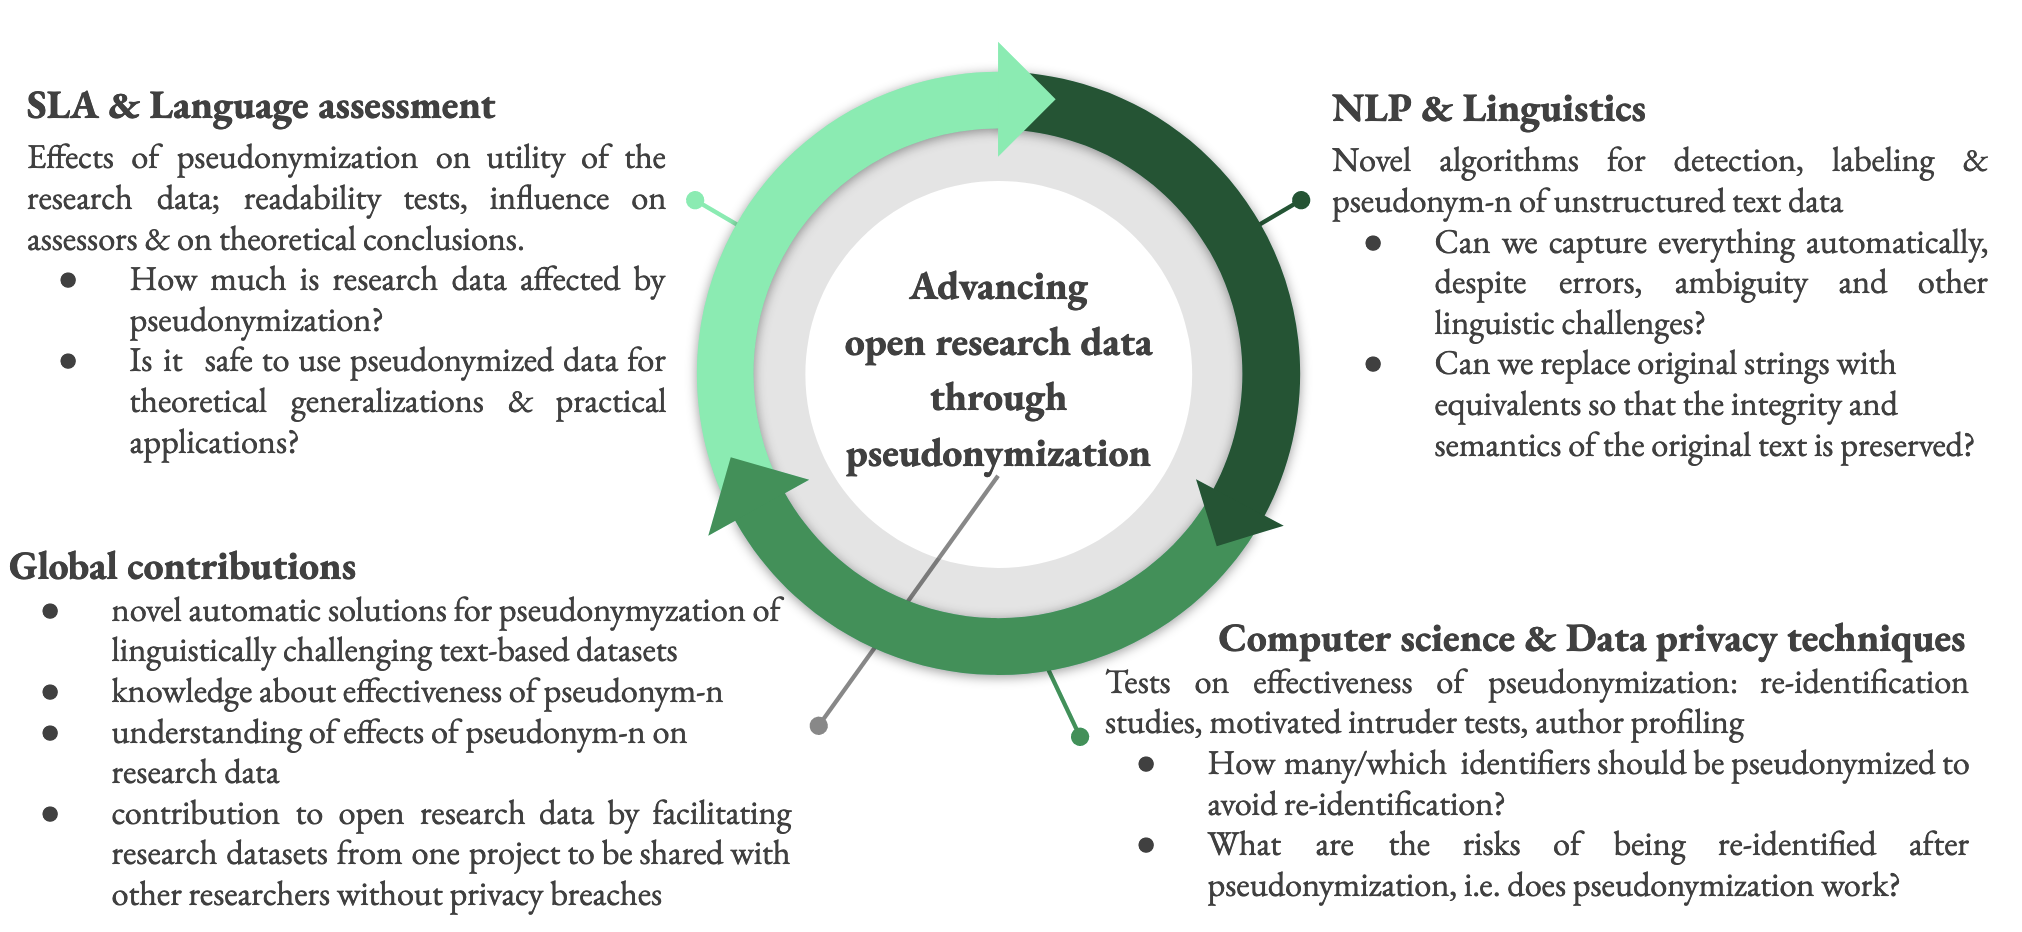 SLA & Language assessment
Effects of pseudonymization on utility of the
research data; readability tests, influence on
assessors & on theoretical conclusions.
● How much is research data affected by
pseudonymization?
● Is it safe to use pseudonymized data for
theoretical generalizations & practical
applications?
Advancing
open research data
through
pseudonymization
NLP & Linguistics
Novel algorithms for detection, labeling &
pseudonym-n of unstructured text data
● Can we capture everything automatically,
despite errors, ambiguity and other
linguistic challenges?
● Can we replace original strings with
equivalents so that the integrity and
semantics of the original text is preserved?
Global contributions
● novel automatic solutions for pseudonymyzation of
linguistically challenging text-based datasets
● knowledge about effectiveness of pseudonym-n
● understanding of effects of pseudonym-n on
research data
● contribution to open research data by facilitating
research datasets from one project to be shared with
other researchers without privacy breaches
Computer science & Data privacy techniques
Tests on effectiveness of pseudonymization: re-identification
studies, motivated intruder tests, author profiling
● How many/which identifiers should be pseudonymized to
avoid re-identification?
● What are the risks of being re-identified after
pseudonymization, i.e. does pseudonymization work?